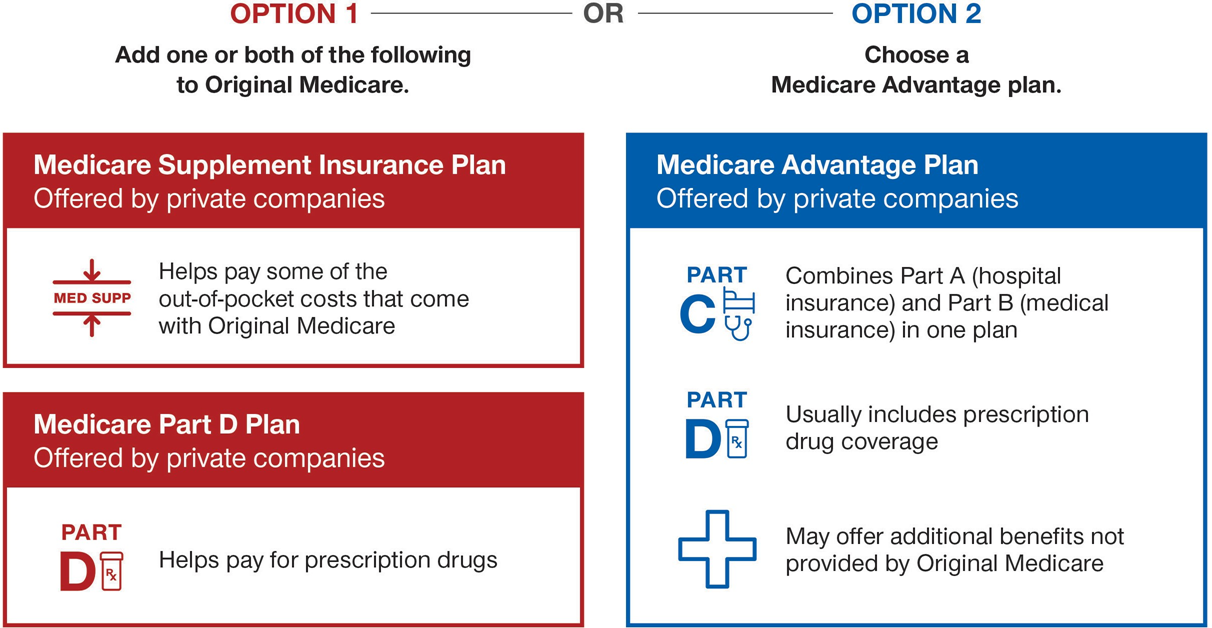 OPTION 1
OR
OPTION 2
Add one or both of the following
to Original Medicare.
Choose a
Medicare Advantage plan.
Medicare Supplement Insurance Plan
Offered by private companies
MED SUPP
Helps pay some of the
out-of-pocket costs that come
with Original Medicare
Medicare Part D Plan
Offered by private companies
PART
D
Rx
Helps pay for prescription drugs
Medicare Advantage Plan
Offered by private companies
PART
C
Combines Part A (hospital
insurance) and Part B (medical
insurance) in one plan
PART
D
Rx
Usually includes prescription
drug coverage
May offer additional benefits not
provided by Original Medicare